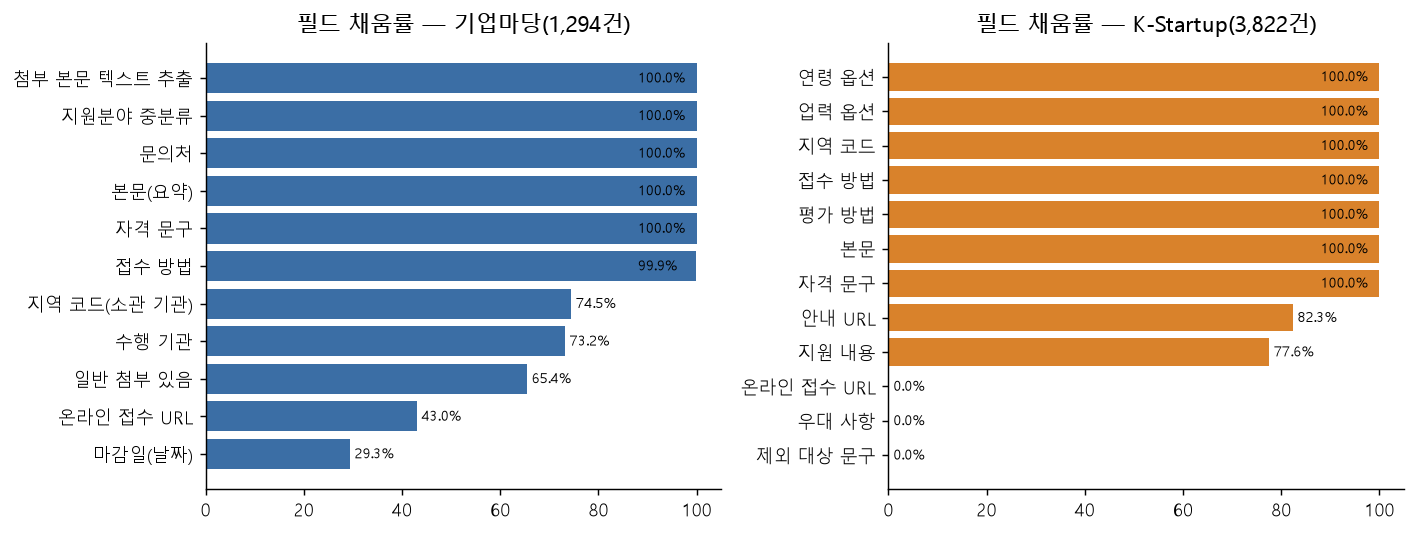 필드 채움률 — 기업마당(1,294건)
첨부 본문 텍스트 추출 100.0%
지원분야 중분류 100.0%
문의처 100.0%
본문(요약) 100.0%
자격 문구 100.0%
접수 방법 99.9%
지역 코드(소관 기관) 74.5%
수행 기관 73.2%
일반 첨부 있음 65.4%
온라인 접수 URL 43.0%
마감일(날짜) 29.3%
0 20 40 60 80 100
필드 채움률 — K-Startup(3,822건)
연령 옵션 100.0%
업력 옵션 100.0%
지역 코드 100.0%
접수 방법 100.0%
평가 방법 100.0%
본문 100.0%
자격 문구 100.0%
안내 URL 82.3%
지원 내용 77.6%
온라인 접수 URL 0.0%
우대 사항 0.0%
제외 대상 문구 0.0%
0 20 40 60 80 100